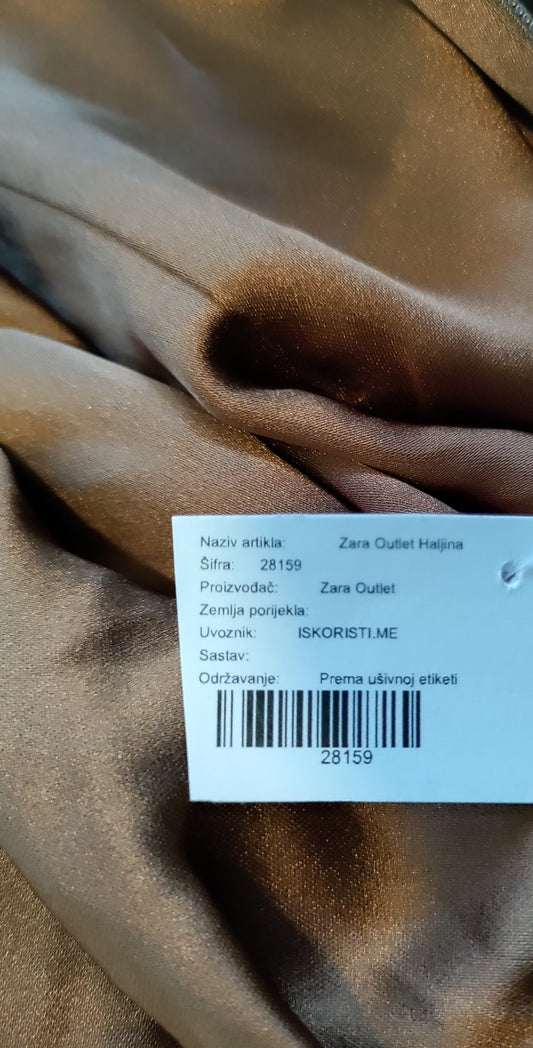 Naziv artikla: Zara Outlet Haljina
Šifra: 28159
Proizvođač: Zara Outlet
Zemlja porijekla:
Uvoznik: ISKORISTI.ME
Sastav:
Održavanje: Prema ušivnoj etiketi
28159